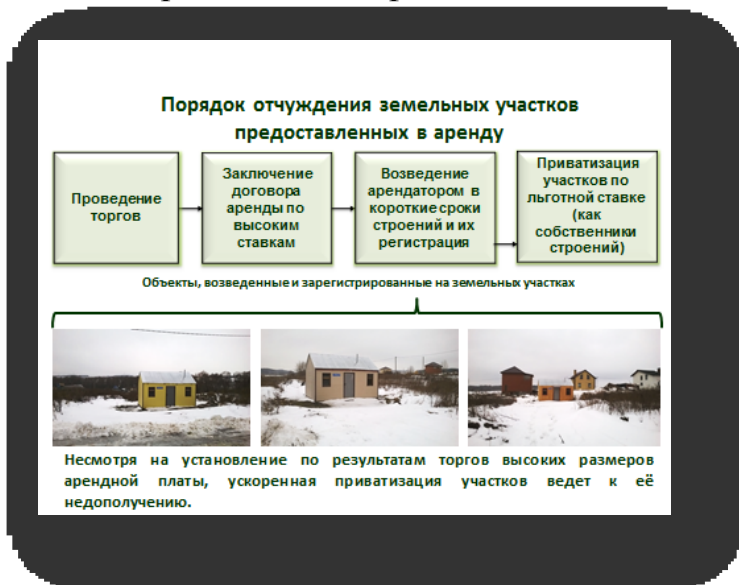 Порядок отчуждения земельных участков
предоставленных в аренду
Проведение
торгов
Заключение
договора
аренды по
высоким
ставкам
Возведение
арендатором в
короткие сроки
строений и их
регистрация
Приватизация
участков по
льготной ставке
(как
собственники
строений)
Объекты, возведенные и зарегистрированные на земельных участках
Несмотря на установление по результатам торгов высоких размеров
арендной платы, ускоренная приватизация участков ведет к её
недополучению.